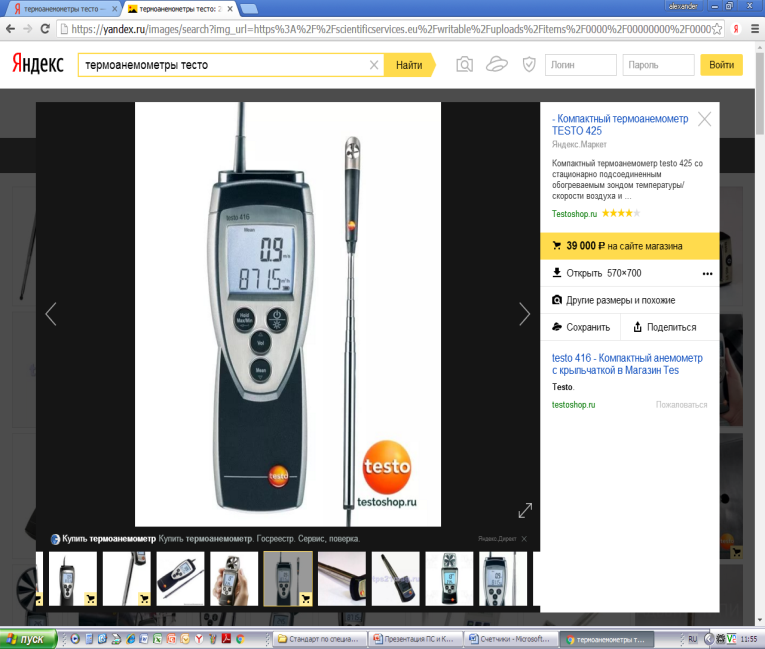 термоанемометры тесто —
термоанемометры тесто: 2
alexander
https://yandex.ru/images/search?img_url=https%3A%2F%2Fscientificservices.eu%2Fwritable%2Fuploads%2Fitems%2F0000%2F00000000%2F0000
Яндекс
термоанемометры тесто
Найти
Логин
Пароль
Войти
- Компактный термоанемометр
TESTO 425
Яндекс.Маркет
Компактный термоанемометр testo 425 со
стационарно подсоединенным
обогреваемым зондом температуры/
скорости воздуха и ...
Testoshop.ru
39 000 ₽ на сайте магазина
Открыть 570×700
Другие размеры и похожие
Сохранить
Поделиться
testo 416 - Компактный анемометр
с крыльчаткой в Магазин Tes
Testo.
testoshop.ru
Пожаловаться
testo 416
Mean
0.9 m/s
871.5
Hold
Max/Min
Vol
Mean
testo
testo
testoshop.ru
Купить термоанемометр Купить термоанемометр. Госреестр. Сервис, поверка.
Яндекс.Директ
пуск
Стандарт по специа...
Презентация ПС и К...
Счетчики - Microsoft...
термоанемометры т...
RU
11:55